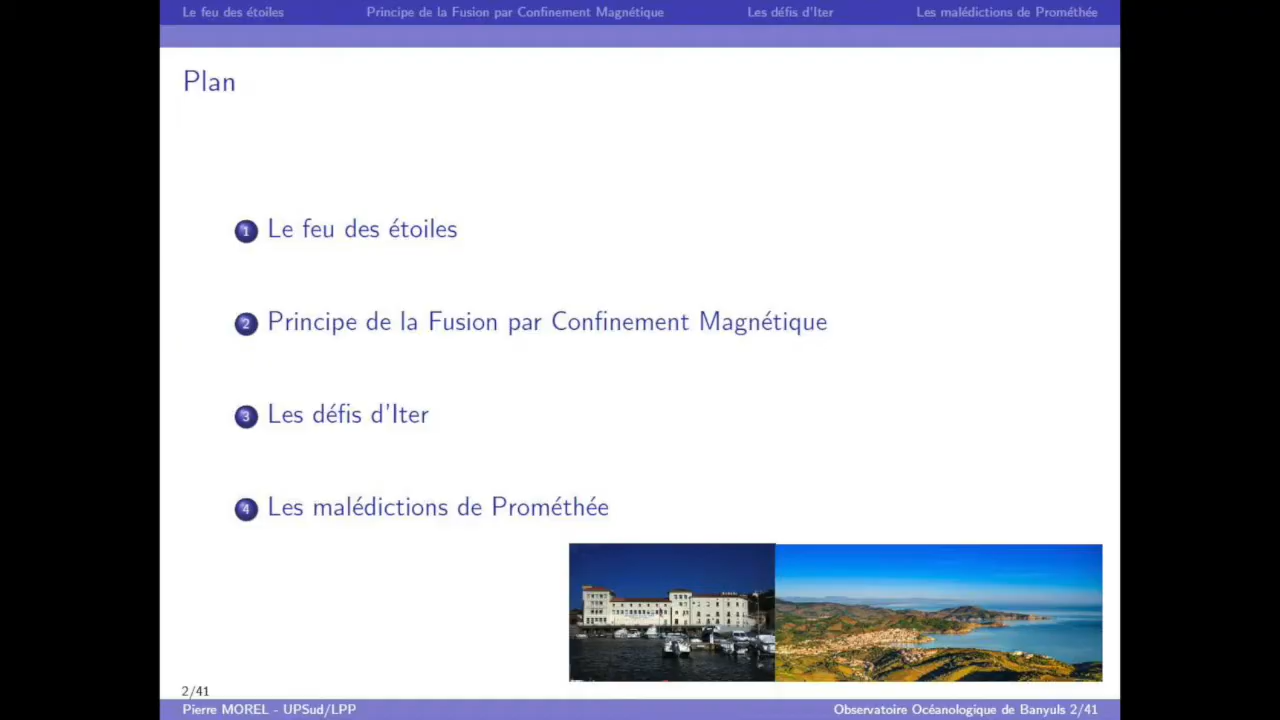 Le feu des étoiles Principe de la Fusion par Confinement Magnétique Les défis d'Iter Les malédictions de Prométhée
Plan
1 Le feu des étoiles
2 Principe de la Fusion par Confinement Magnétique
3 Les défis d'Iter
4 Les malédictions de Prométhée
2/41
Pierre MOREL - UPSud/LPP Observatoire Océanologique de Banyuls 2/41